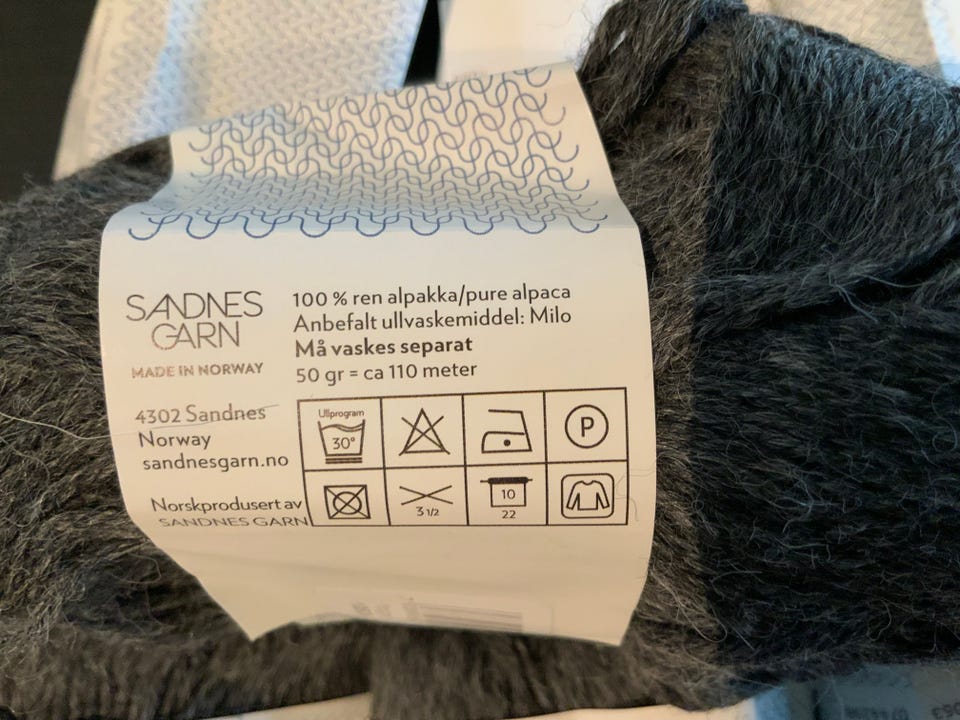 SANDNES
GARN
MADE IN NORWAY
4302 Sandnes
Norway
sandnesgarn.no
Norskprodusert av
SANDNES GARN
100 % ren alpakka/pure alpaca
Anbefalt ullvaskemiddel: Milo
Må vaskes separat
50 gr = ca 110 meter
Ullprogram
30°
P
3 1/2
10
22